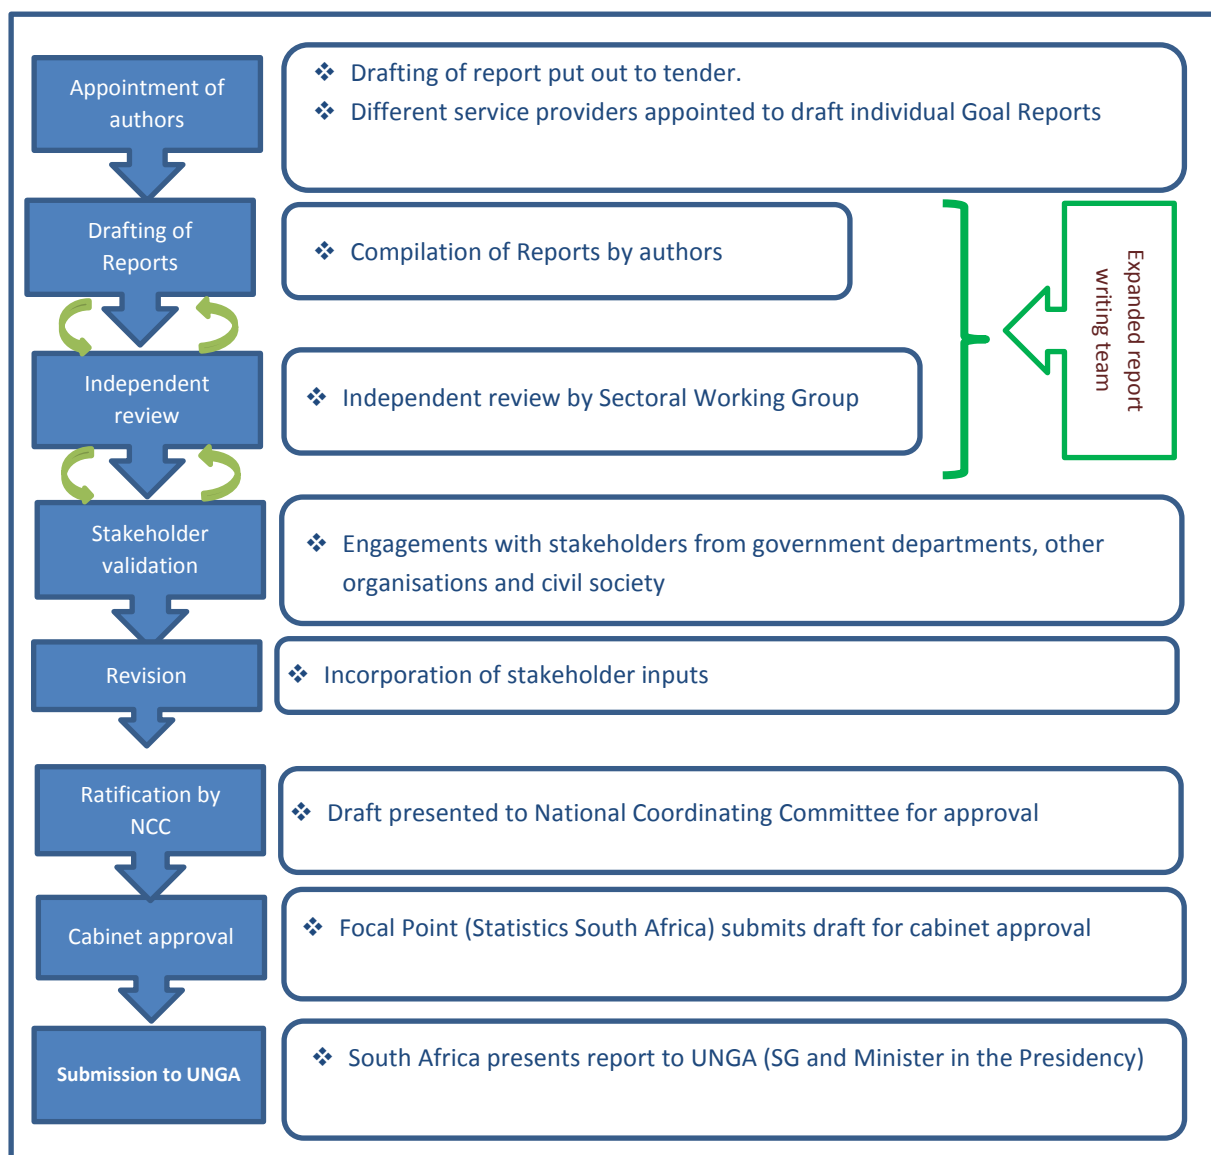 Appointment of
authors
❖ Drafting of report put out to tender.
❖ Different service providers appointed to draft individual Goal Reports
Drafting of
Reports
❖ Compilation of Reports by authors
Expanded report
writing team
Independent
review
❖ Independent review by Sectoral Working Group
Stakeholder
validation
❖ Engagements with stakeholders from government departments, other
organisations and civil society
Revision
❖ Incorporation of stakeholder inputs
Ratification by
NCC
❖ Draft presented to National Coordinating Committee for approval
Cabinet approval
❖ Focal Point (Statistics South Africa) submits draft for cabinet approval
Submission to UNGA
❖ South Africa presents report to UNGA (SG and Minister in the Presidency)